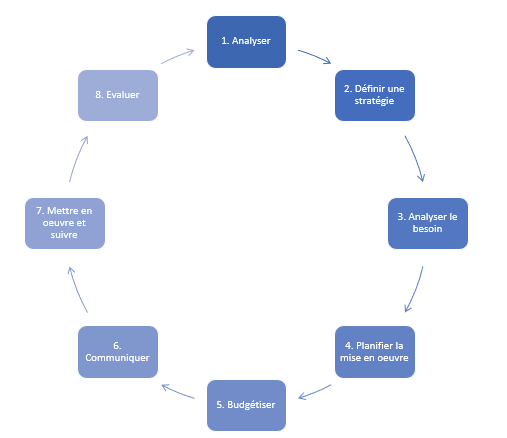 1. Analyser
2. Définir une
stratégie
3. Analyser le
besoin
4. Planifier la
mise en oeuvre
5. Budgétiser
6.
Communiquer
7. Mettre en
oeuvre et
suivre
8. Evaluer